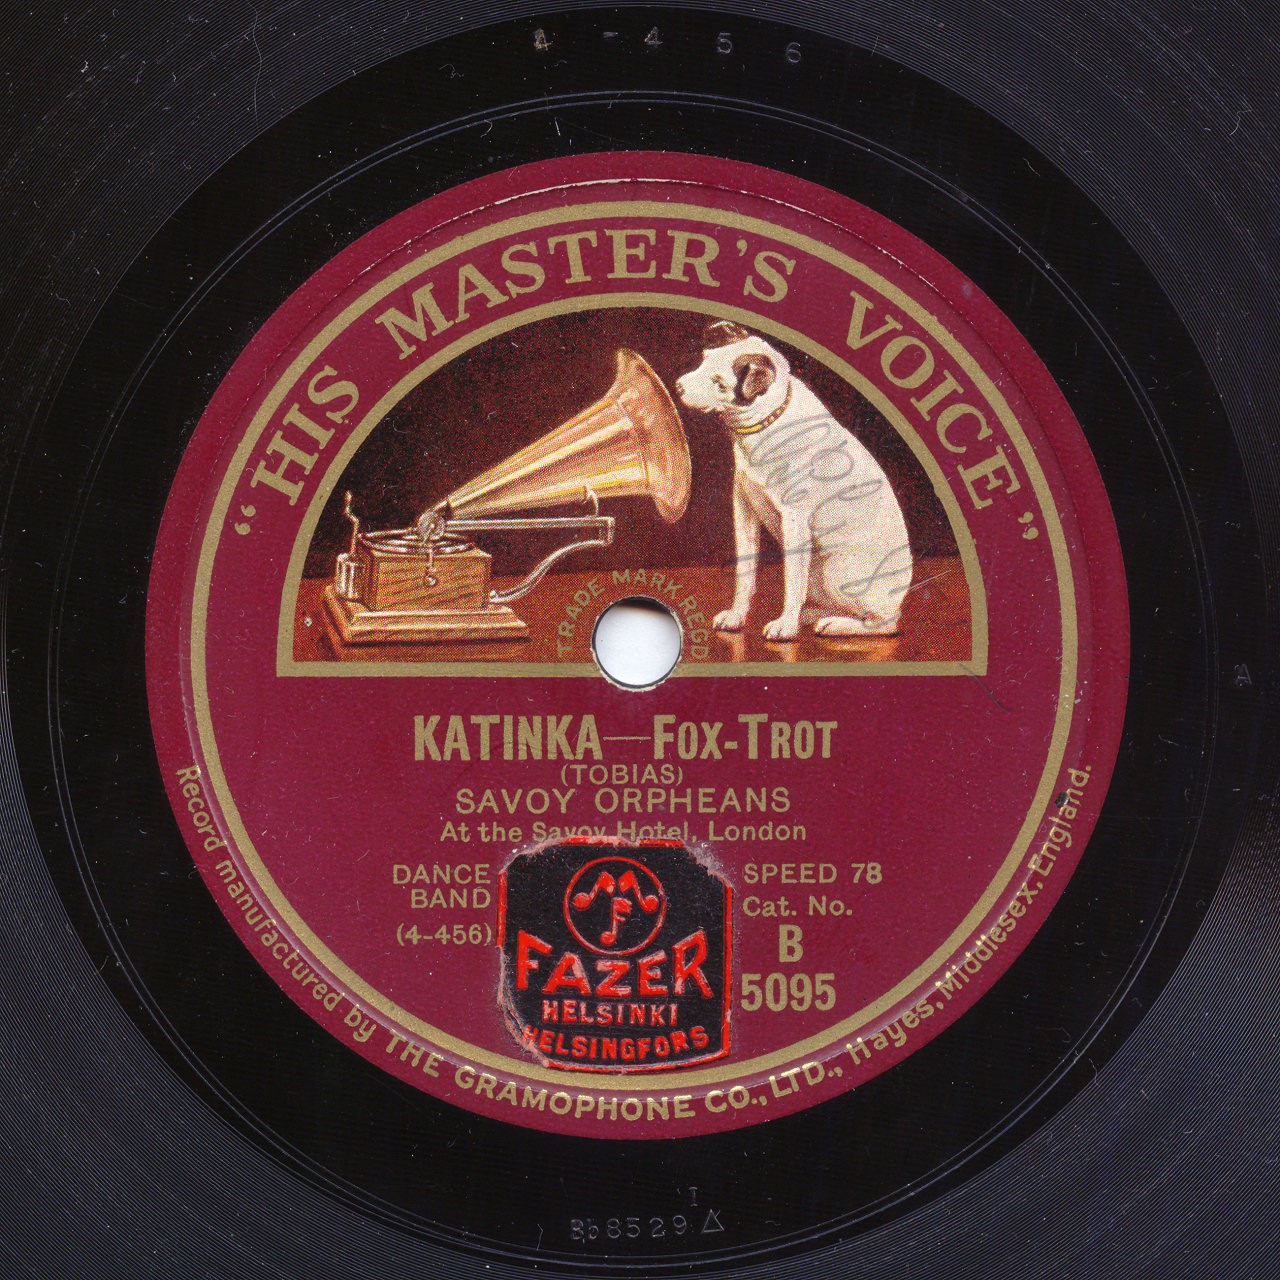 4-456
“HIS MASTER’S VOICE”
TRADE MARK REGD
KATINKA—FOX-TROT
(TOBIAS)
SAVOY ORPHEANS
At the Savoy Hotel, London
DANCE
BAND
(4-456)
SPEED 78
Cat. No.
B
5095
FAZER
HELSINKI
HELSINGFORS
Record manufactured by THE GRAMOPHONE CO., LTD., Hayes, Middlesex, England.
A
I
Bb8529 Δ